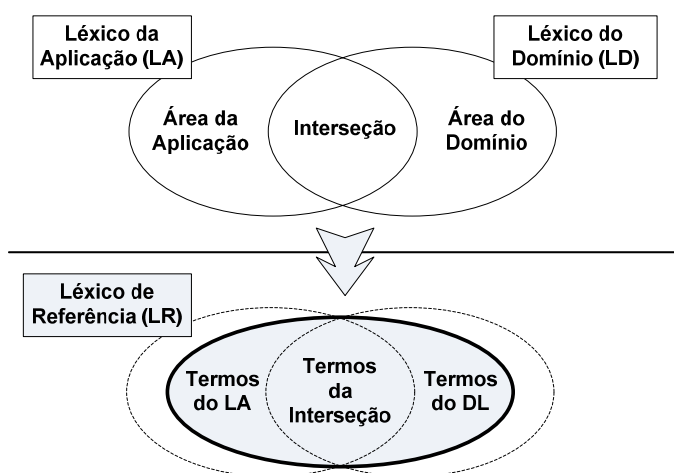 Léxico da
Aplicação (LA)
Léxico do
Domínio (LD)
Área da
Aplicação
Interseção
Área do
Domínio
Léxico de
Referência (LR)
Termos
do LA
Termos
da
Interseção
Termos
do DL